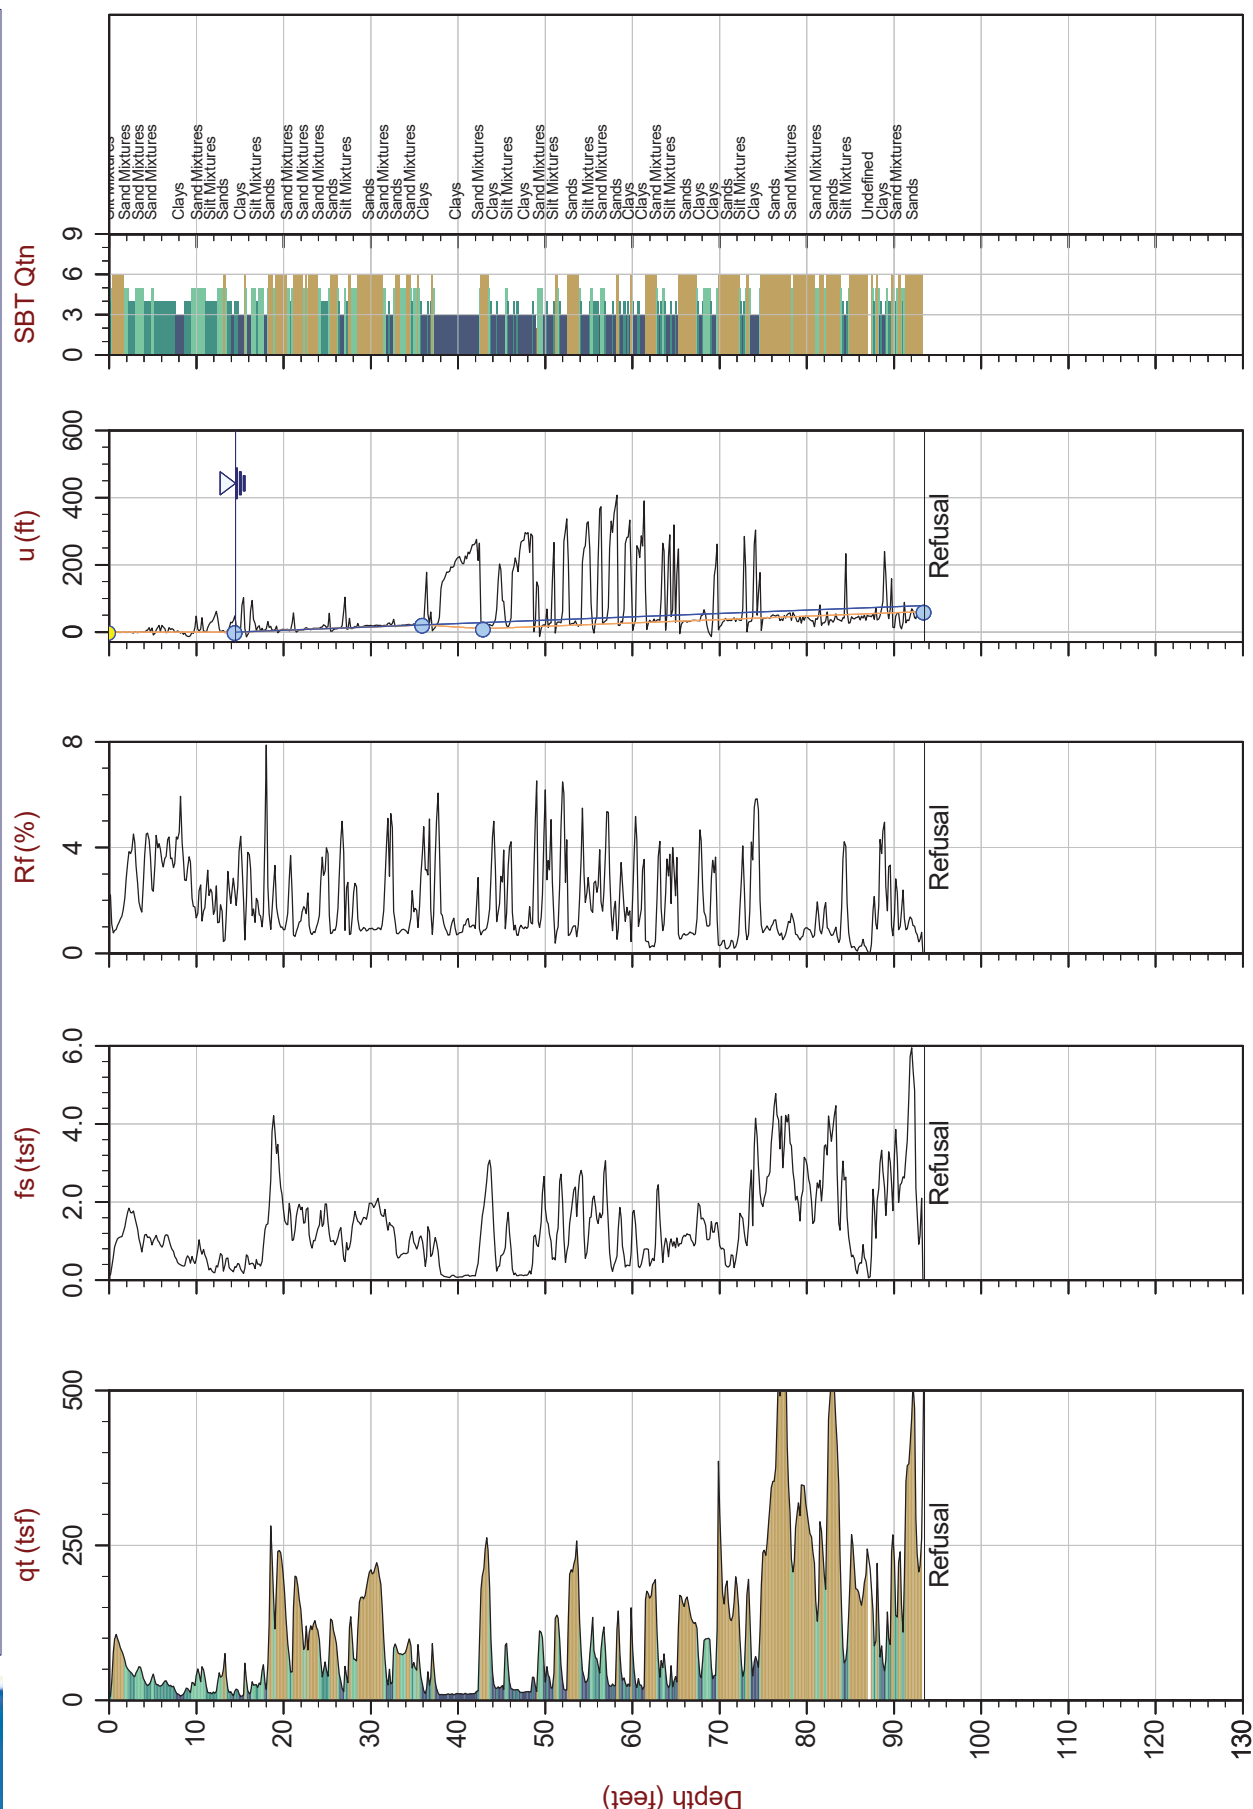 qt (tsf)
fs (tsf)
Rf (%)
u (ft)
SBT Qtn
0
250
500
0.0
2.0
4.0
6.0
0
4
8
0
200
400
600
0
3
6
9
Depth (feet)
0
10
20
30
40
50
60
70
80
90
100
110
120
130
Refusal
Refusal
Refusal
Refusal
Silt Mixtures
Sand Mixtures
Sand Mixtures
Sand Mixtures
Clays
Sand Mixtures
Silt Mixtures
Sands
Clays
Silt Mixtures
Sands
Sand Mixtures
Sand Mixtures
Sand Mixtures
Sands
Silt Mixtures
Sands
Sand Mixtures
Sands
Sand Mixtures
Clays
Clays
Sand Mixtures
Clays
Silt Mixtures
Clays
Sand Mixtures
Silt Mixtures
Sands
Silt Mixtures
Sand Mixtures
Sands
Clays
Clays
Sand Mixtures
Silt Mixtures
Sands
Clays
Clays
Sands
Silt Mixtures
Clays
Sands
Sand Mixtures
Sand Mixtures
Sands
Silt Mixtures
Undefined
Clays
Sand Mixtures
Sands